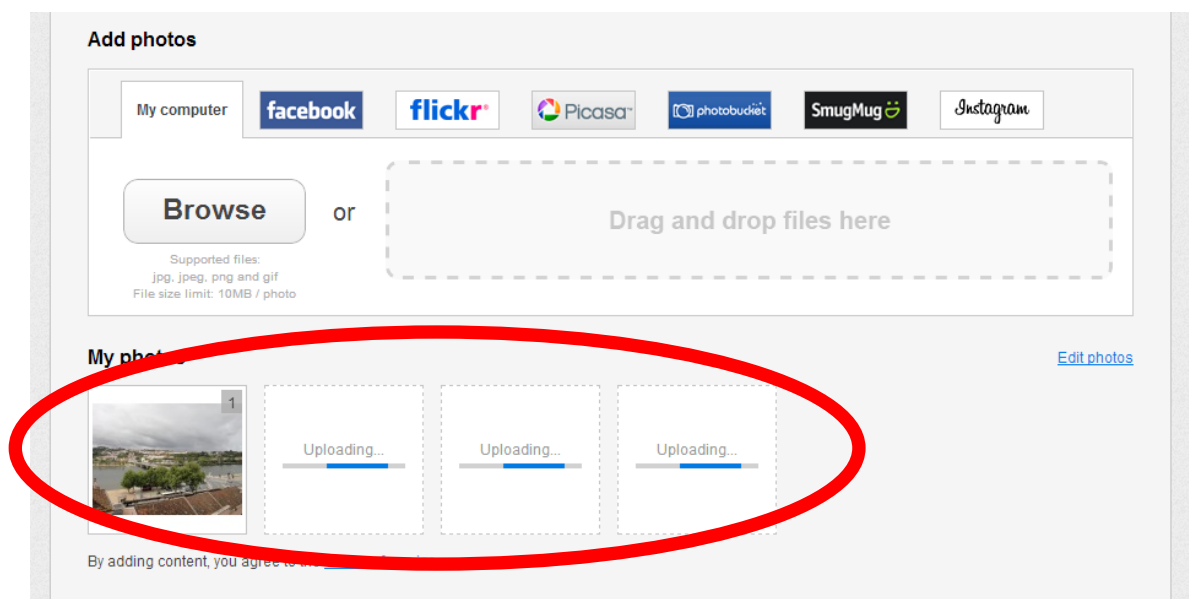 Add photos
My computer facebook flickr Picasa photobucket SmugMug Instagram
Browse or Drag and drop files here
Supported files:
jpg, jpeg, png and gif
File size limit: 10MB / photo
My photos Edit photos
1
Uploading... Uploading... Uploading...
By adding content, you agree to the